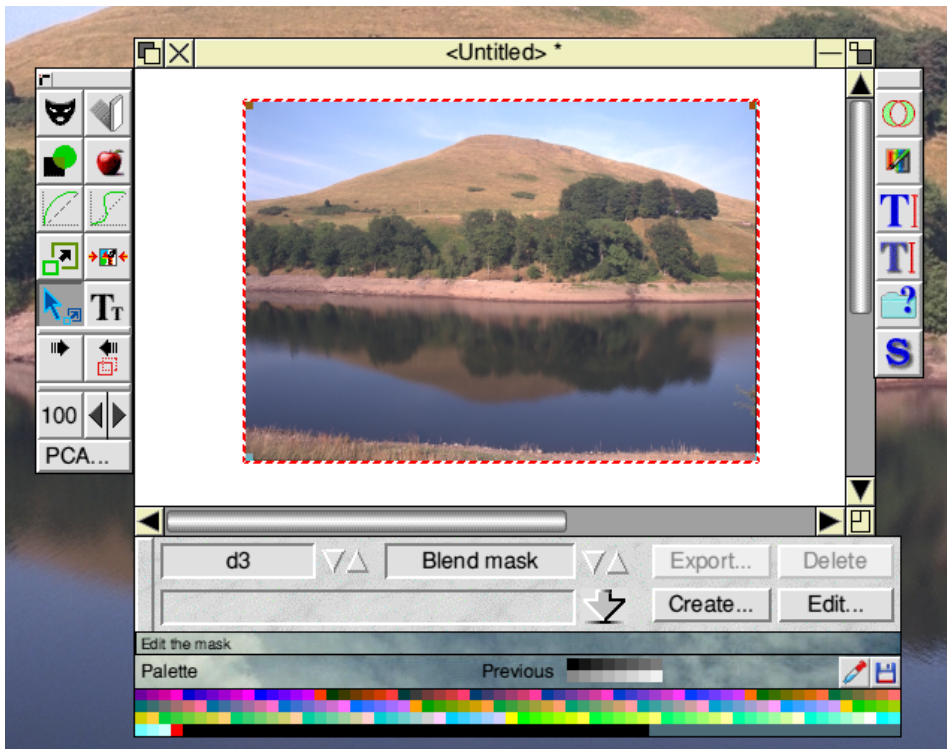 <Untitled> *
T T
T
T
?
S
100
PCA...
d3
Blend mask
Export...
Delete
Create...
Edit...
Edit the mask
Palette
Previous